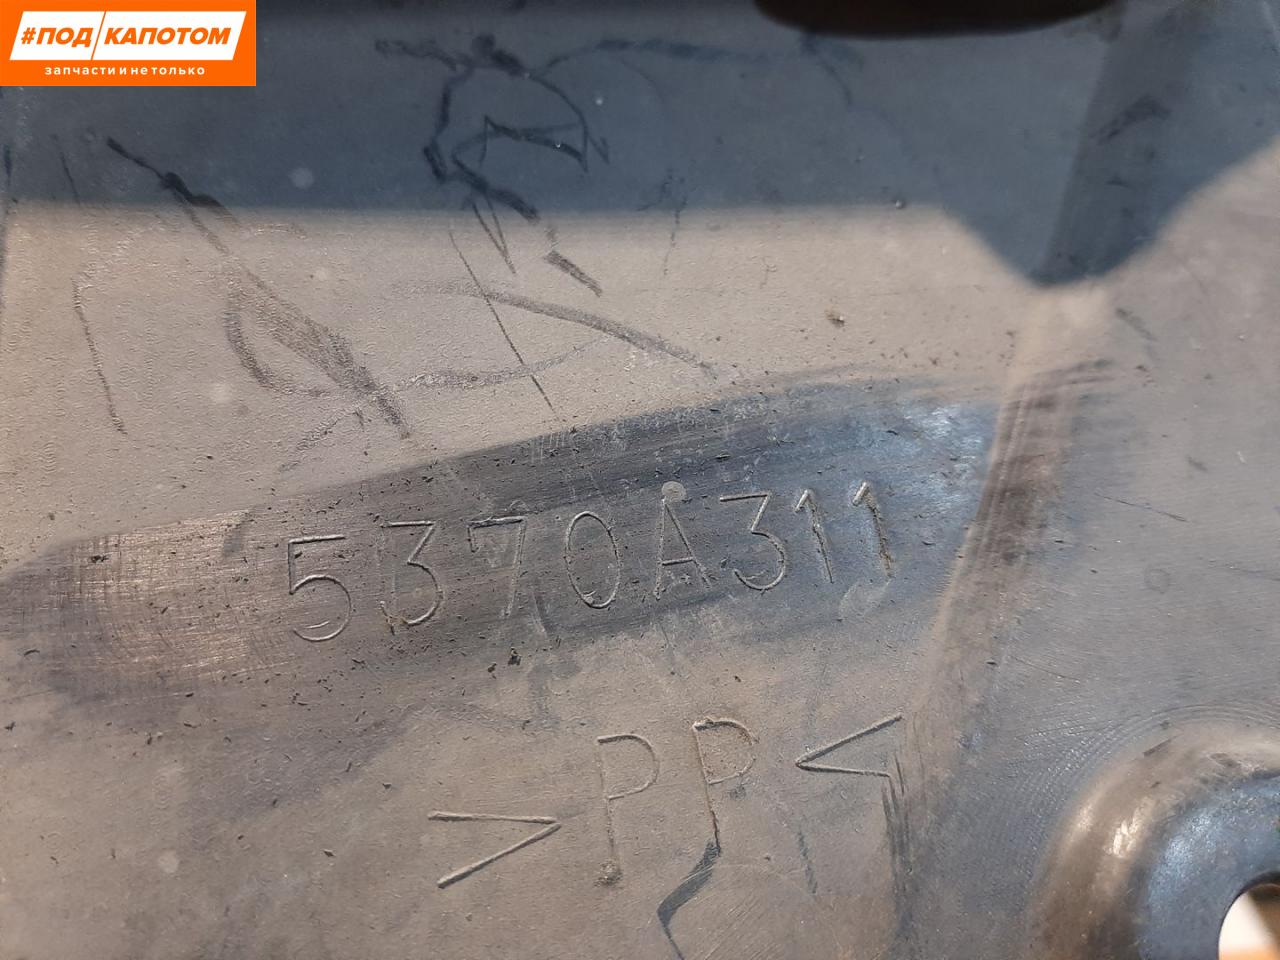 #ПОД КАПОТОМ
запчасти и не только
5370A311
>PP<